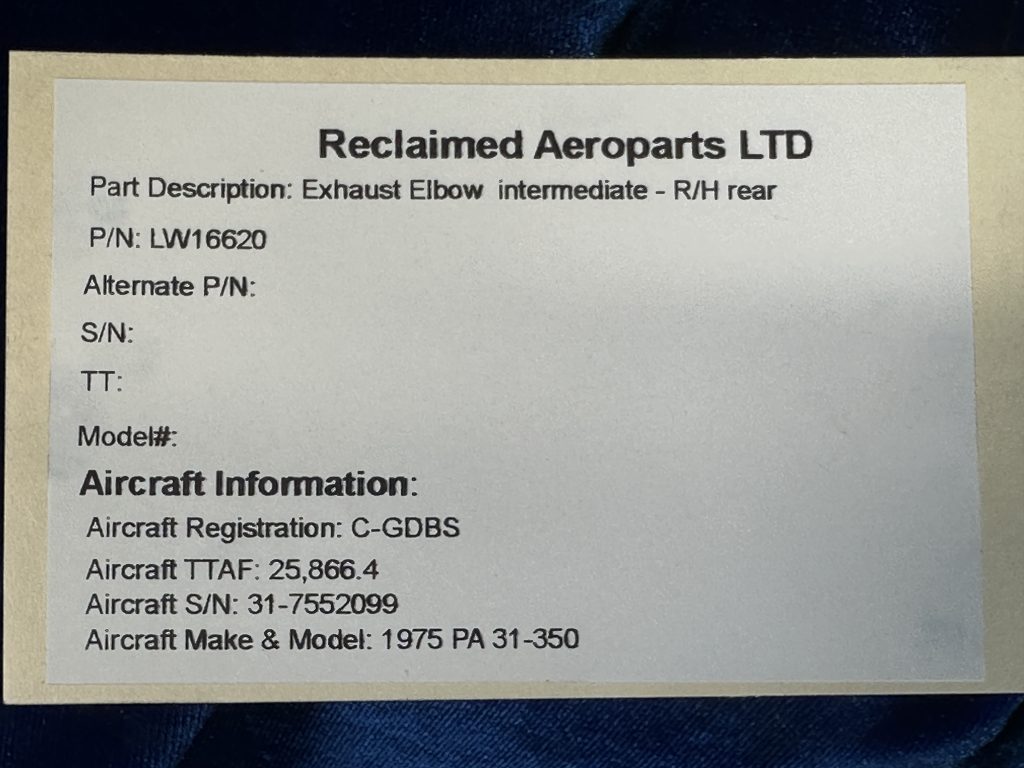 Reclaimed Aeroparts LTD
Part Description: Exhaust Elbow  intermediate - R/H rear
P/N: LW16620
Alternate P/N:
S/N:
TT:
Model#:
Aircraft Information:
Aircraft Registration: C-GDBS
Aircraft TTAF: 25,866.4
Aircraft S/N: 31-7552099
Aircraft Make & Model: 1975 PA 31-350